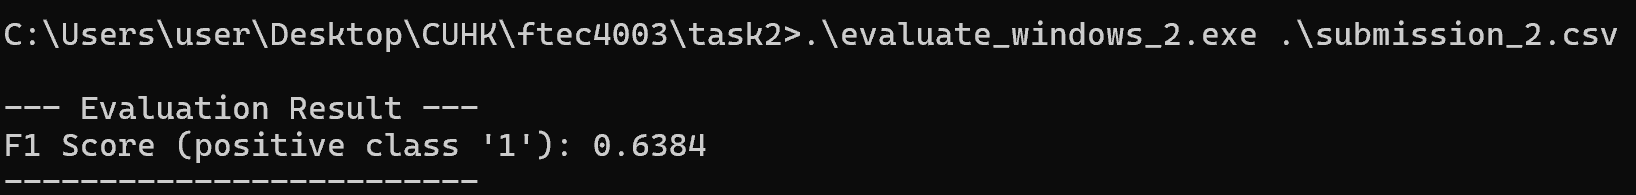 C:\Users\user\Desktop\CUHK\ftec4003\task2>.\evaluate_windows_2.exe .\submission_2.csv
--- Evaluation Result ---
F1 Score (positive class '1'): 0.6384
-------------------------